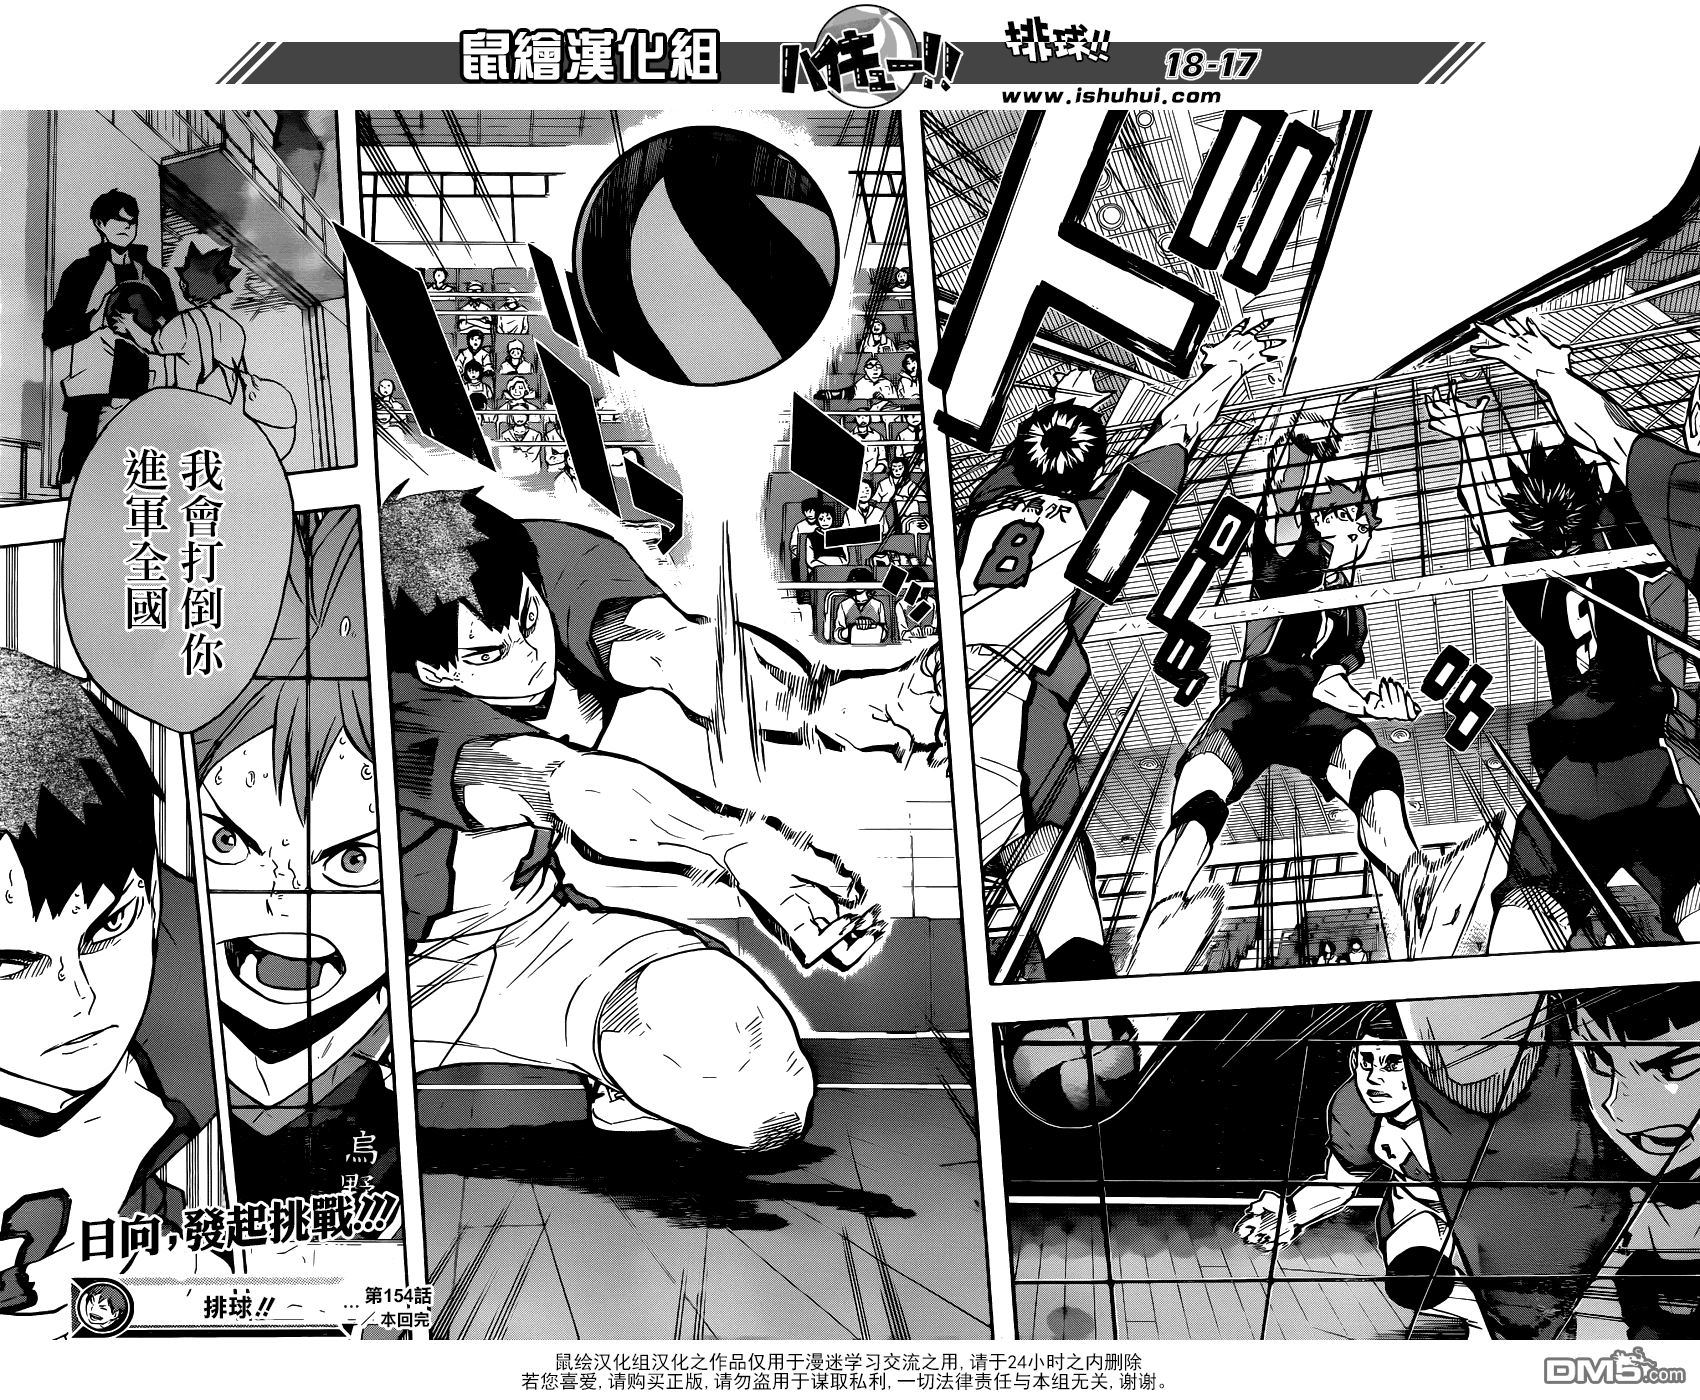 鼠繪漢化組
ハイキュー!!
排球!!
18-17
www.ishuhui.com
烏沢
8
我會打倒你
進軍全國
烏野
日向,發起挑戰!!!
排球!!
… 第154話
／本回完
鼠绘汉化组汉化之作品仅用于漫迷学习交流之用,请于24小时之内删除
若您喜爱,请购买正版,请勿盗用于谋取私利,一切法律责任与本组无关,谢谢。
DM5.com